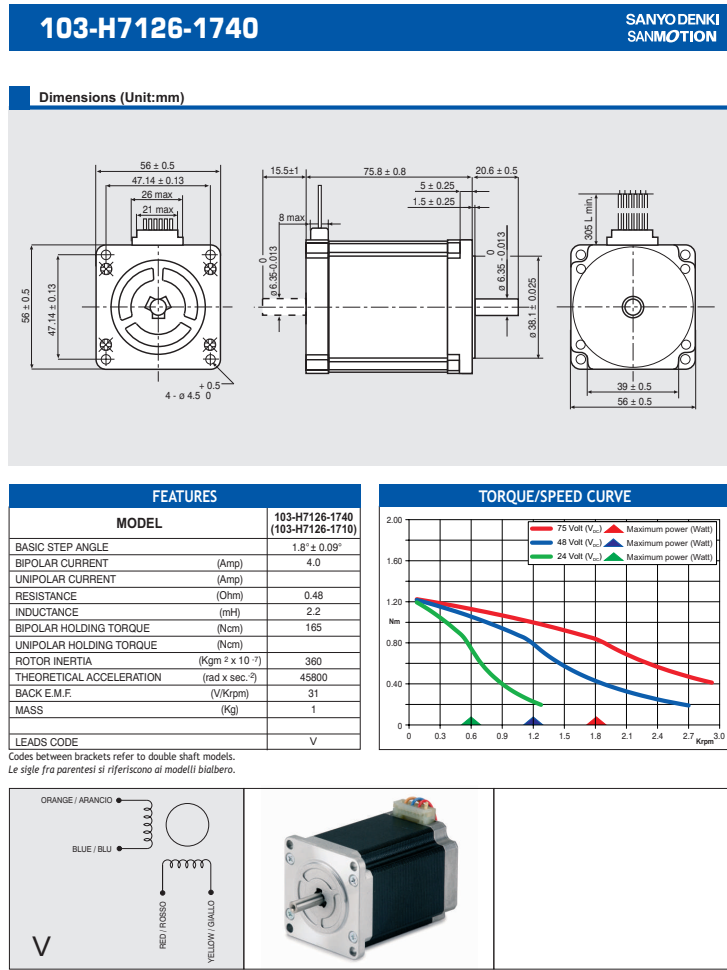 103-H7126-1740
SANYO DENKI
SANMOTION
Dimensions (Unit:mm)
56 ± 0.5
47.14 ± 0.13
26 max
21 max
56 ± 0.5
47.14 ± 0.13
+ 0.5
4 - ø 4.5 0
15.5±1
75.8 ± 0.8
20.6 ± 0.5
5 ± 0.25
1.5 ± 0.25
8 max
0
ø 6.35-0.013
0
ø 6.35 - 0.013
ø 38.1 ± 0.025
305 L min.
39 ± 0.5
56 ± 0.5
FEATURES
MODEL
103-H7126-1740
(103-H7126-1710)
BASIC STEP ANGLE 1.8° ± 0.09°
BIPOLAR CURRENT (Amp) 4.0
UNIPOLAR CURRENT (Amp)
RESISTANCE (Ohm) 0.48
INDUCTANCE (mH) 2.2
BIPOLAR HOLDING TORQUE (Ncm) 165
UNIPOLAR HOLDING TORQUE (Ncm)
ROTOR INERTIA (Kgm ² x 10 -⁷) 360
THEORETICAL ACCELERATION (rad x sec.-²) 45800
BACK E.M.F. (V/Krpm) 31
MASS (Kg) 1
LEADS CODE V
Codes between brackets refer to double shaft models.
Le sigle fra parentesi si riferiscono ai modelli bialbero.
TORQUE/SPEED CURVE
75 Volt (VDC) Maximum power (Watt)
48 Volt (VDC) Maximum power (Watt)
24 Volt (VDC) Maximum power (Watt)
2.00
1.60
1.20
Nm
0.80
0.40
0
0 0.3 0.6 0.9 1.2 1.5 1.8 2.1 2.4 2.7 3.0
Krpm
ORANGE / ARANCIO
BLUE / BLU
RED / ROSSO
YELLOW / GIALLO
V